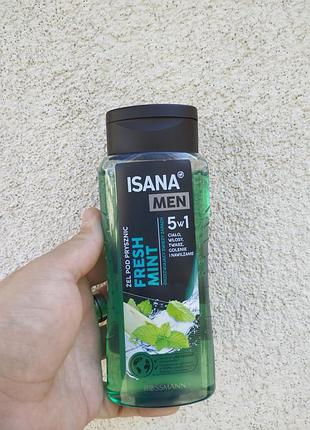 ISANA
MEN
5w1
CIAŁO,
WŁOSY,
TWARZ,
GOLENIE
I NAWILŻANIE
ŻEL POD PRYSZNIC
FRESH
MINT
ROSSMANN